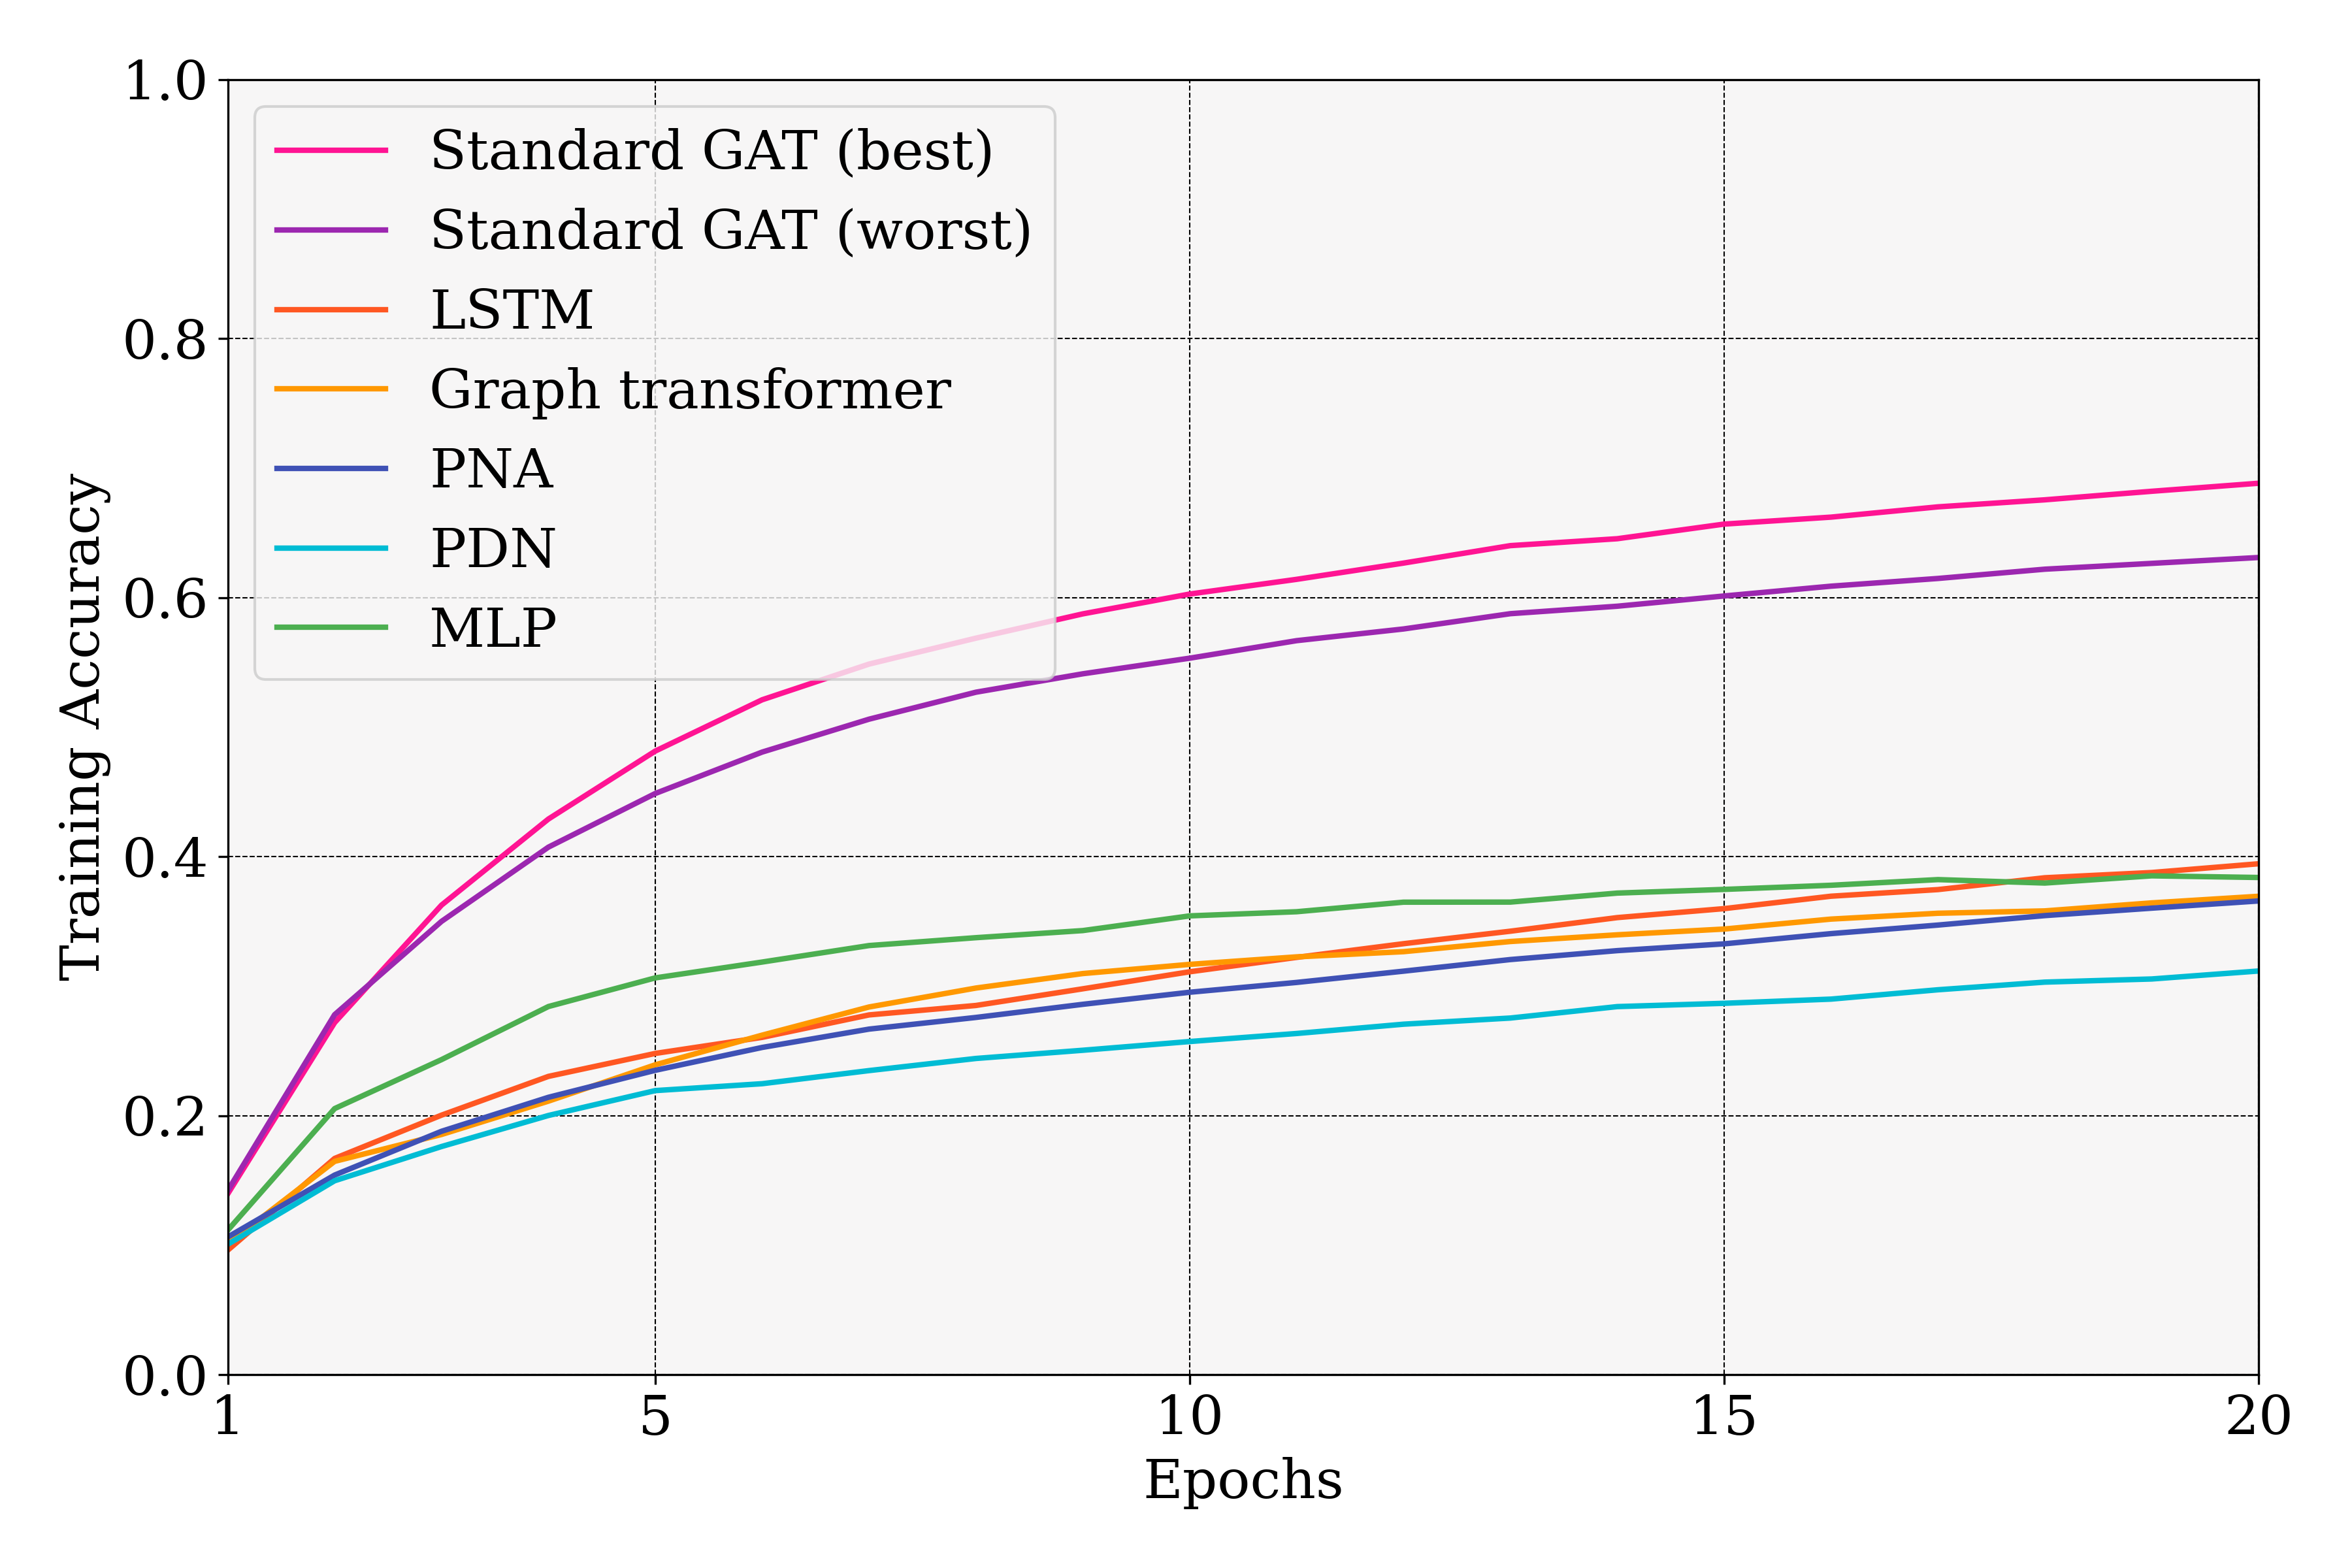 1.0
0.8
0.6
0.4
0.2
0.0
Training Accuracy
Standard GAT (best)
Standard GAT (worst)
LSTM
Graph transformer
PNA
PDN
MLP
1 5 10 15 20
Epochs